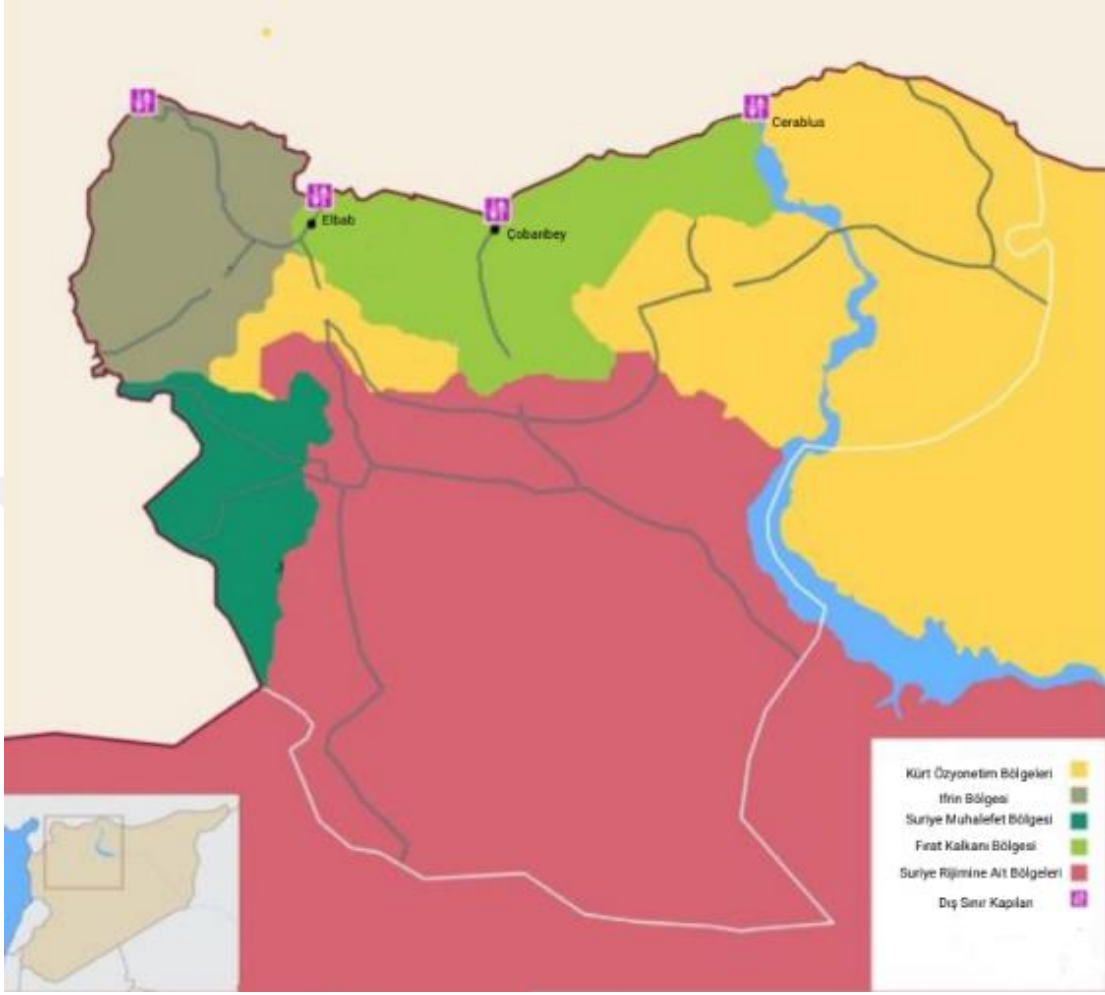 Cerablus
Elbab
Çobanbey
Kürt Özyonetim Bölgeleri
Ifrin Bölgesi
Suriye Muhalefet Bölgesi
Fırat Kalkanı Bölgesi
Suriye Rijimine Ait Bölgeleri
Dış Sınır Kapıları